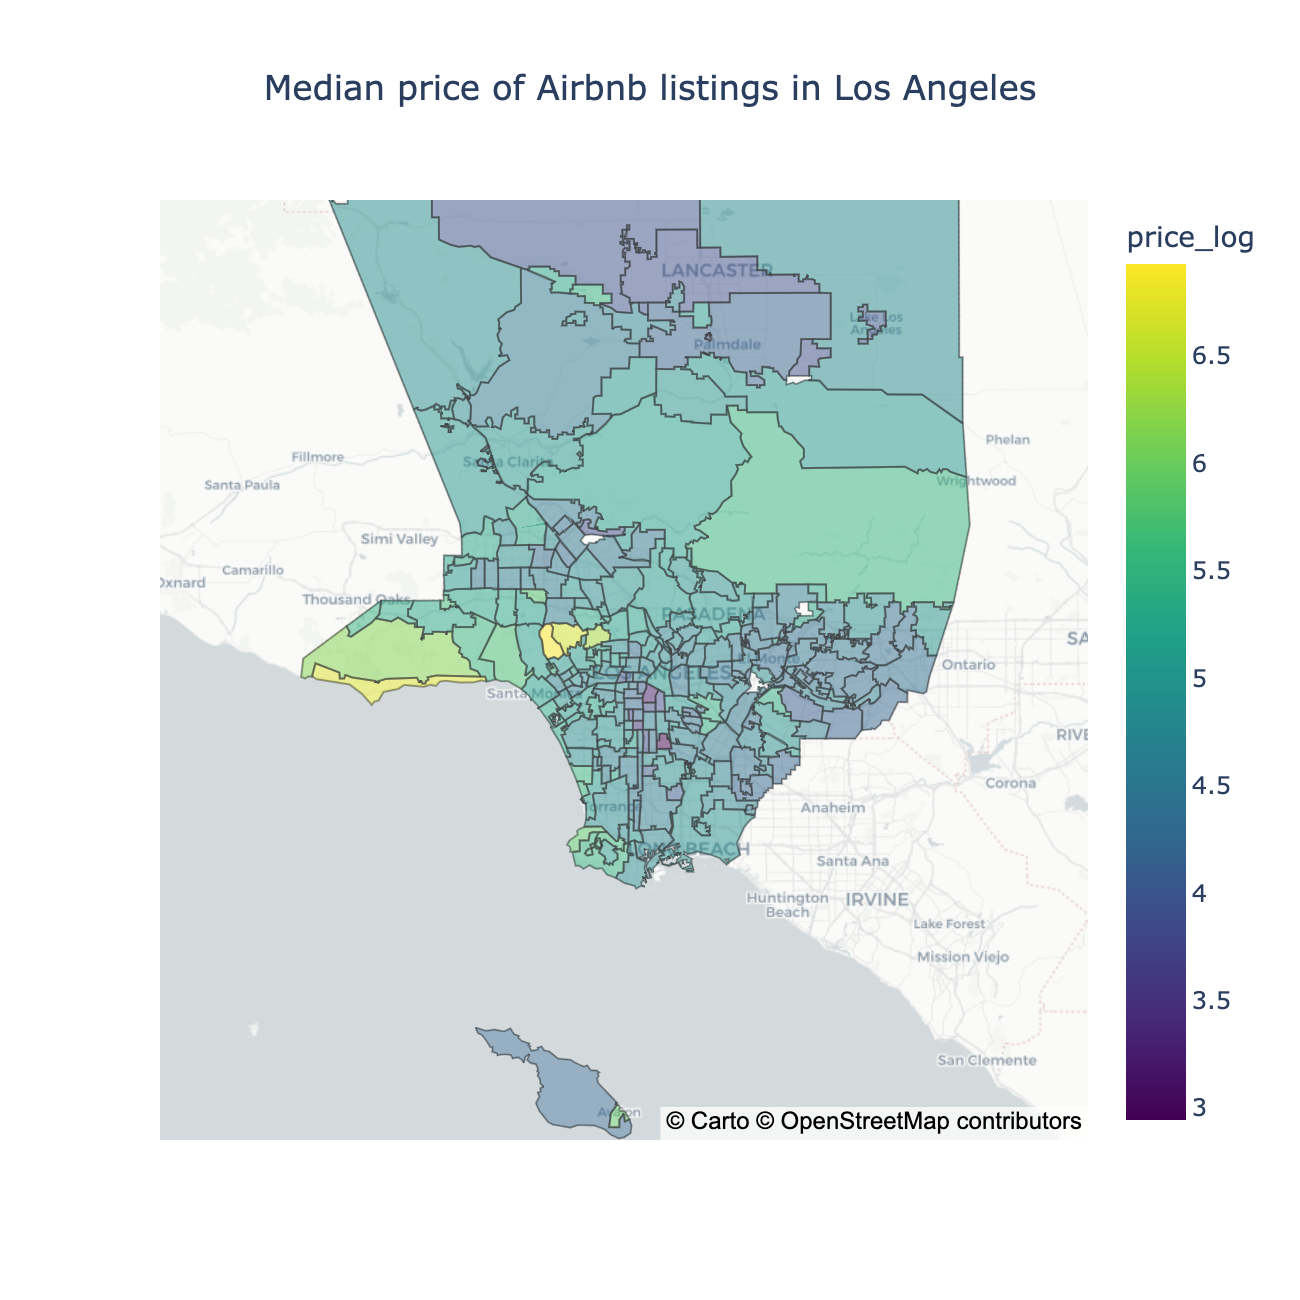 Median price of Airbnb listings in Los Angeles
price_log
LANCASTER
Lake Los
Angeles
Palmdale
6.5
Phelan
Fillmore
Santa Clarita
6
Santa Paula
Wrightwood
Simi Valley
5.5
Camarillo
Oxnard
Thousand Oaks
PASADENA
SA
El Monte
Ontario
LOS ANGELES
5
Santa Monica
RIVE
Corona
4.5
Torrance
Anaheim
LONG BEACH
Santa Ana
4
Huntington
Beach
IRVINE
Lake Forest
Mission Viejo
3.5
San Clemente
3
Avalon
© Carto © OpenStreetMap contributors